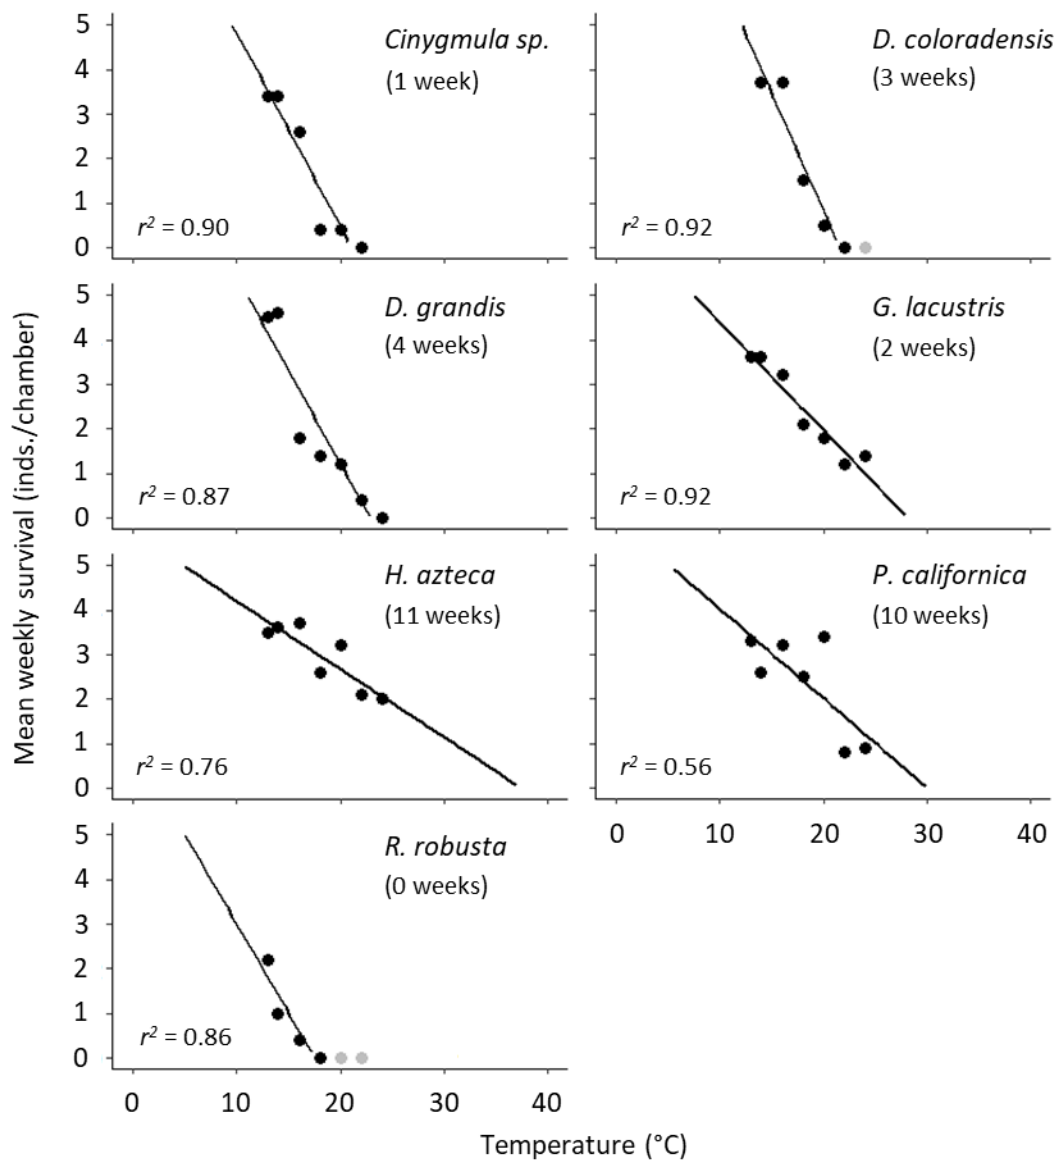 Mean weekly survival (inds./chamber)
5
4
3
2
1
0
Cinygmula sp.
(1 week)
r² = 0.90
D. coloradensis
(3 weeks)
r² = 0.92
5
4
3
2
1
0
D. grandis
(4 weeks)
r² = 0.87
G. lacustris
(2 weeks)
r² = 0.92
5
4
3
2
1
0
H. azteca
(11 weeks)
r² = 0.76
P. californica
(10 weeks)
r² = 0.56
0 10 20 30 40
5
4
3
2
1
0
R. robusta
(0 weeks)
r² = 0.86
0 10 20 30 40
Temperature (°C)